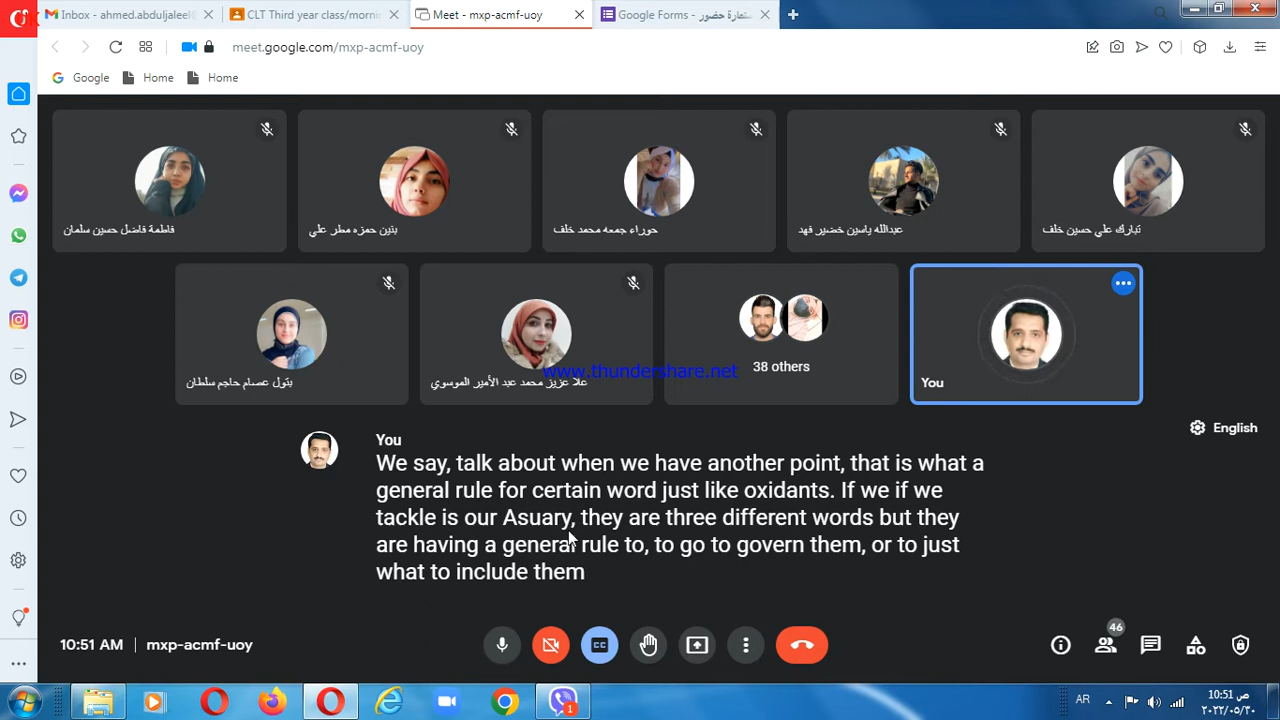 Inbox - ahmed.abduljaleel@
CLT Third year class/morni
Meet - mxp-acmf-uoy
Google Forms - استمارة حضور
meet.google.com/mxp-acmf-uoy
Google
Home
Home
فاطمة فاضل حسين سلمان
بنين حمزه مطر علي
حوراء جمعه محمد خلف
عبدالله ياسين خضير فهد
تبارك علي حسين خلف
بتول عصام حاجم سلطان
علا عزيز محمد عبد الأمير الموسوي
www.thundershare.net
38 others
You
English
You
We say, talk about when we have another point, that is what a
general rule for certain word just like oxidants. If we if we
tackle is our Asuary, they are three different words but they
are having a general rule to, to go to govern them, or to just
what to include them
10:51 AM
mxp-acmf-uoy
46
1
AR
10:51 ص
٢٠٢٢/٠٥/٣٠